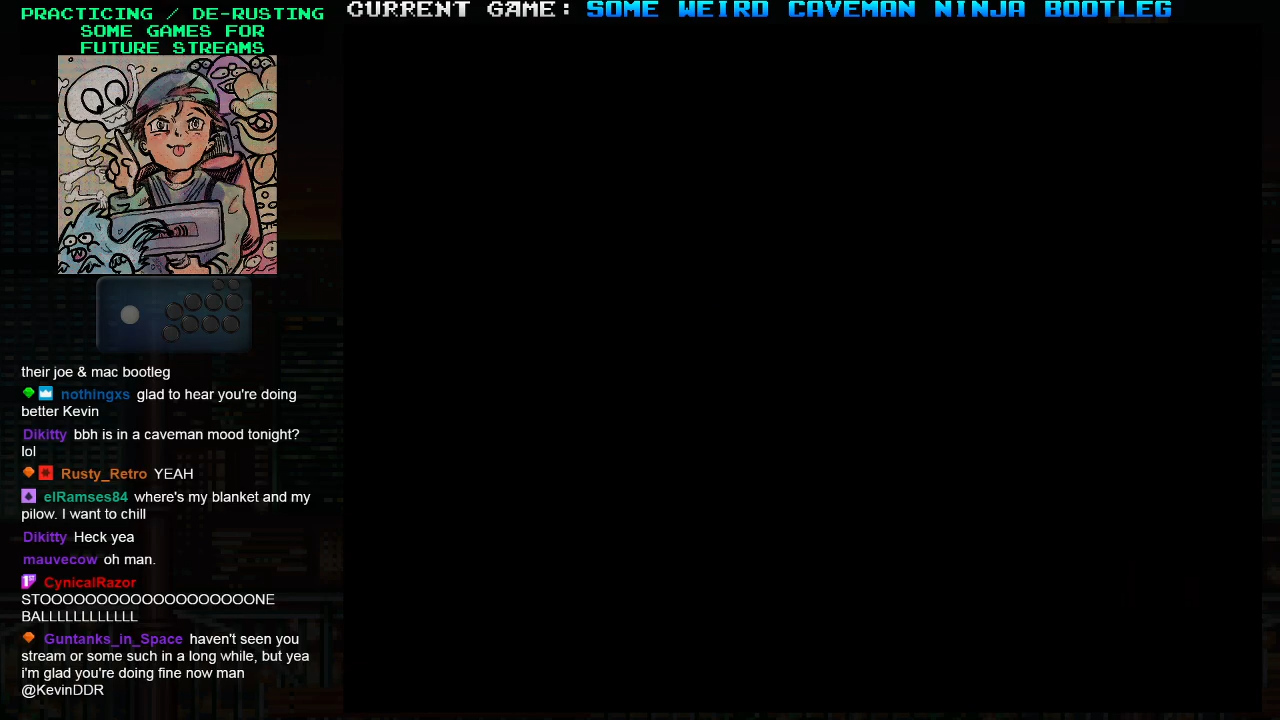 PRACTICING / DE-RUSTING
SOME GAMES FOR
FUTURE STREAMS
CURRENT GAME: SOME WEIRD CAVEMAN NINJA BOOTLEG
their joe & mac bootleg
nothingxs glad to hear you're doing
better Kevin
Dikitty bbh is in a caveman mood tonight?
lol
Rusty_Retro YEAH
elRamses84 where's my blanket and my
pilow. I want to chill
Dikitty Heck yea
mauvecow oh man.
CynicalRazor
STOOOOOOOOOOOOOOOOOONE
BALLLLLLLLLLLL
Guntanks_in_Space haven't seen you
stream or some such in a long while, but yea
i'm glad you're doing fine now man
@KevinDDR